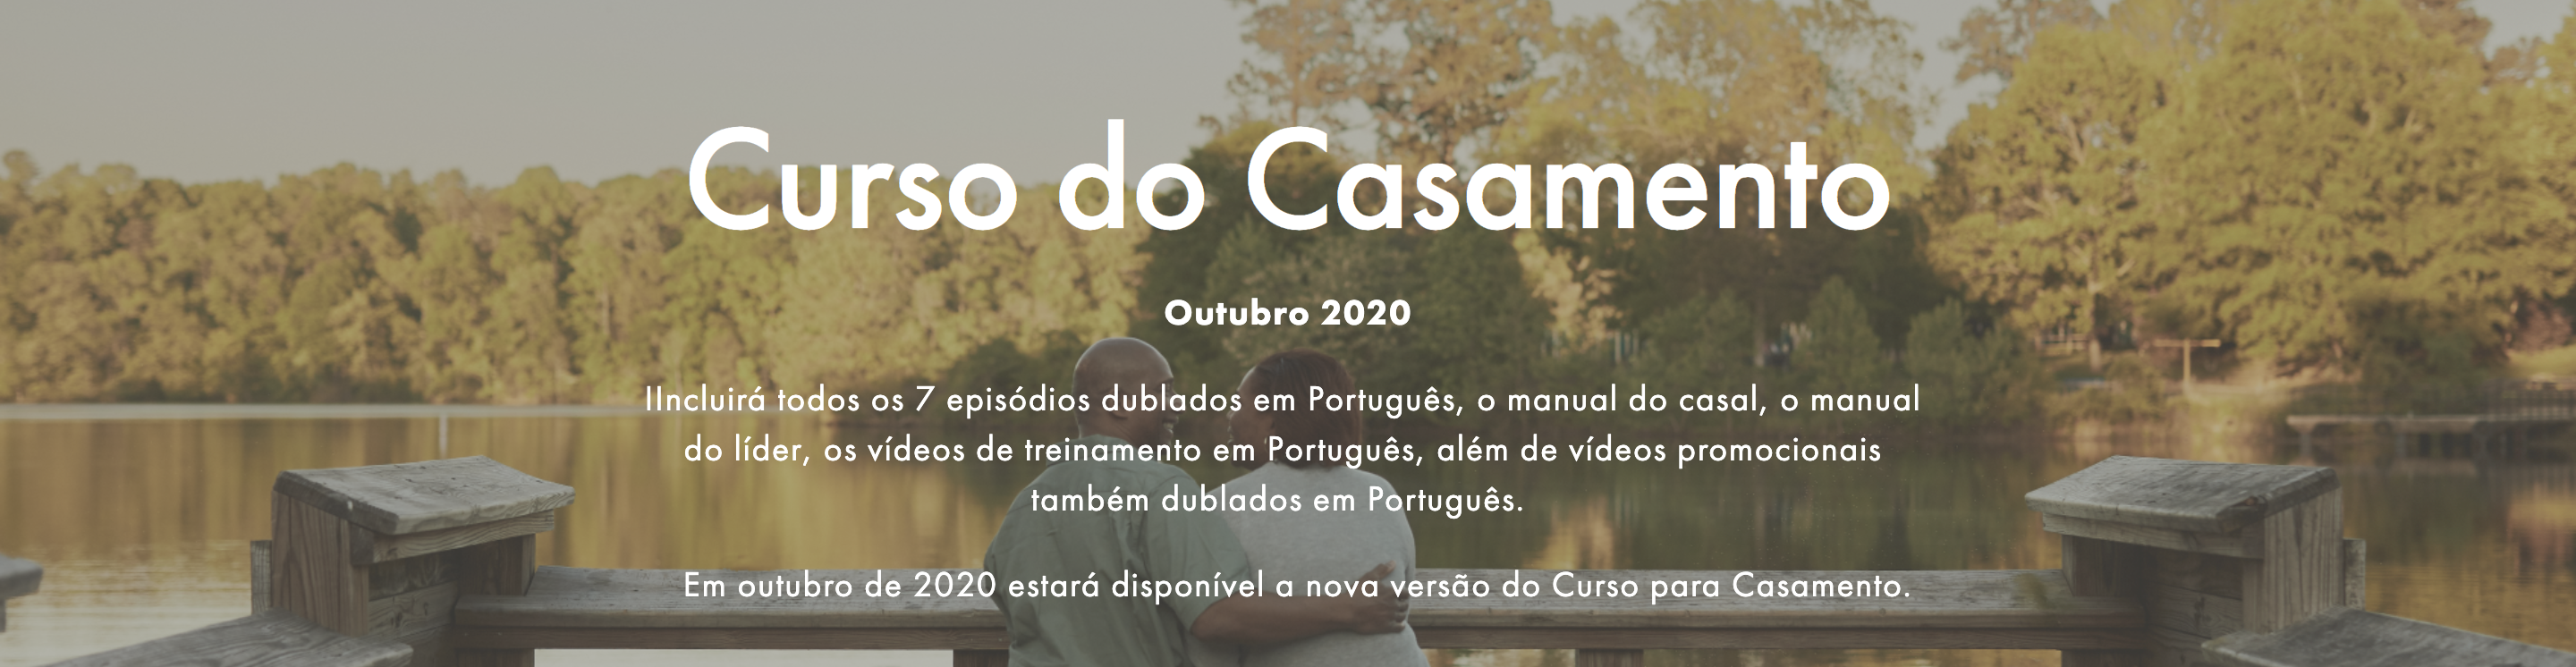 Curso do Casamento
Outubro 2020
IIncluirá todos os 7 episódios dublados em Português, o manual do casal, o manual
do líder, os vídeos de treinamento em Português, além de vídeos promocionais
também dublados em Português.
Em outubro de 2020 estará disponível a nova versão do Curso para Casamento.